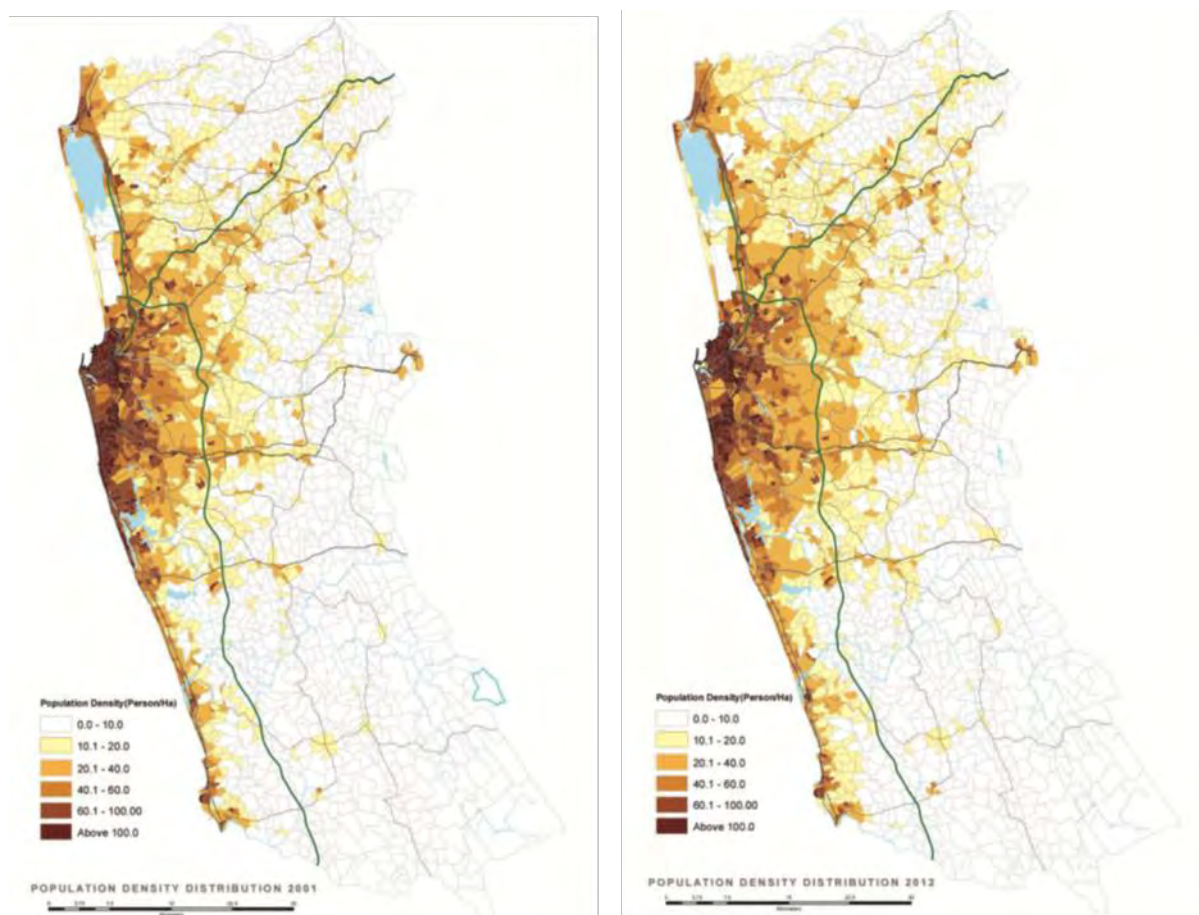 Population Density(Person/Ha)
0.0 - 10.0
10.1 - 20.0
20.1 - 40.0
40.1 - 60.0
60.1 - 100.00
Above 100.0
POPULATION DENSITY DISTRIBUTION 2001
Population Density(Person/Ha)
0.0 - 10.0
10.1 - 20.0
20.1 - 40.0
40.1 - 60.0
60.1 - 100.00
Above 100.0
POPULATION DENSITY DISTRIBUTION 2012